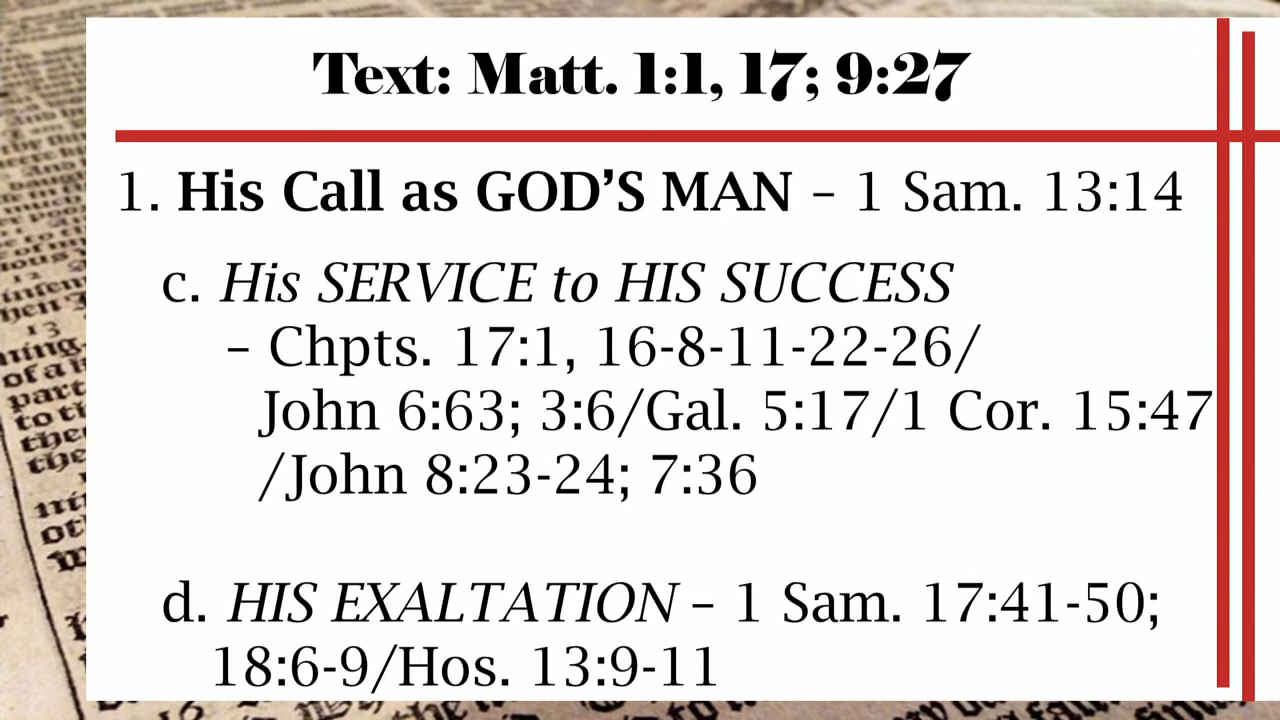 Text: Matt. 1:1, 17; 9:27
1. His Call as GOD’S MAN – 1 Sam. 13:14
c. His SERVICE to HIS SUCCESS
– Chpts. 17:1, 16-8-11-22-26/
John 6:63; 3:6/Gal. 5:17/1 Cor. 15:47
/John 8:23-24; 7:36
d. HIS EXALTATION – 1 Sam. 17:41-50;
18:6-9/Hos. 13:9-11